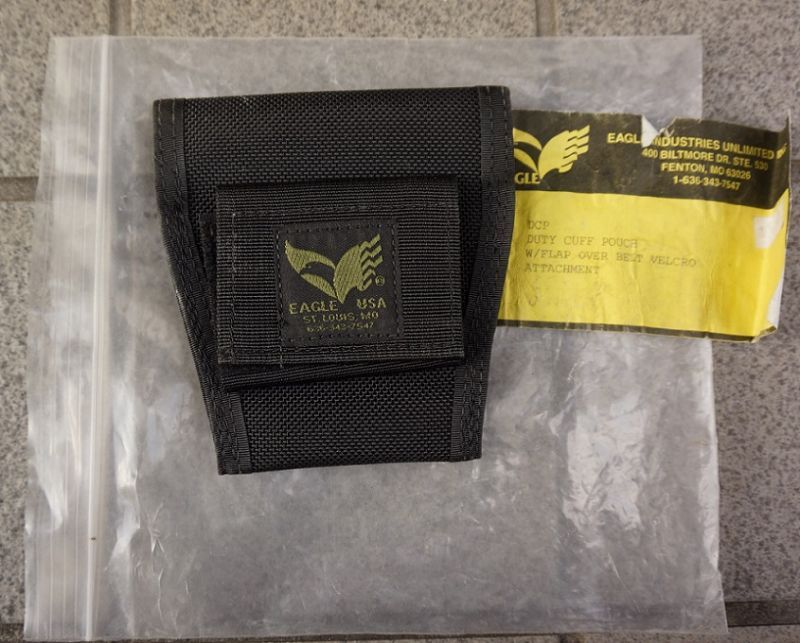 EAGLE USA
ST. LOUIS, MO
636-343-7547
®
EAGLE INDUSTRIES UNLIMITED
400 BILTMORE DR. STE. 530
FENTON, MO 63026
1-636-343-7547
EAGLE
DCP
DUTY CUFF POUCH
W/FLAP OVER BELT VELCRO
ATTACHMENT